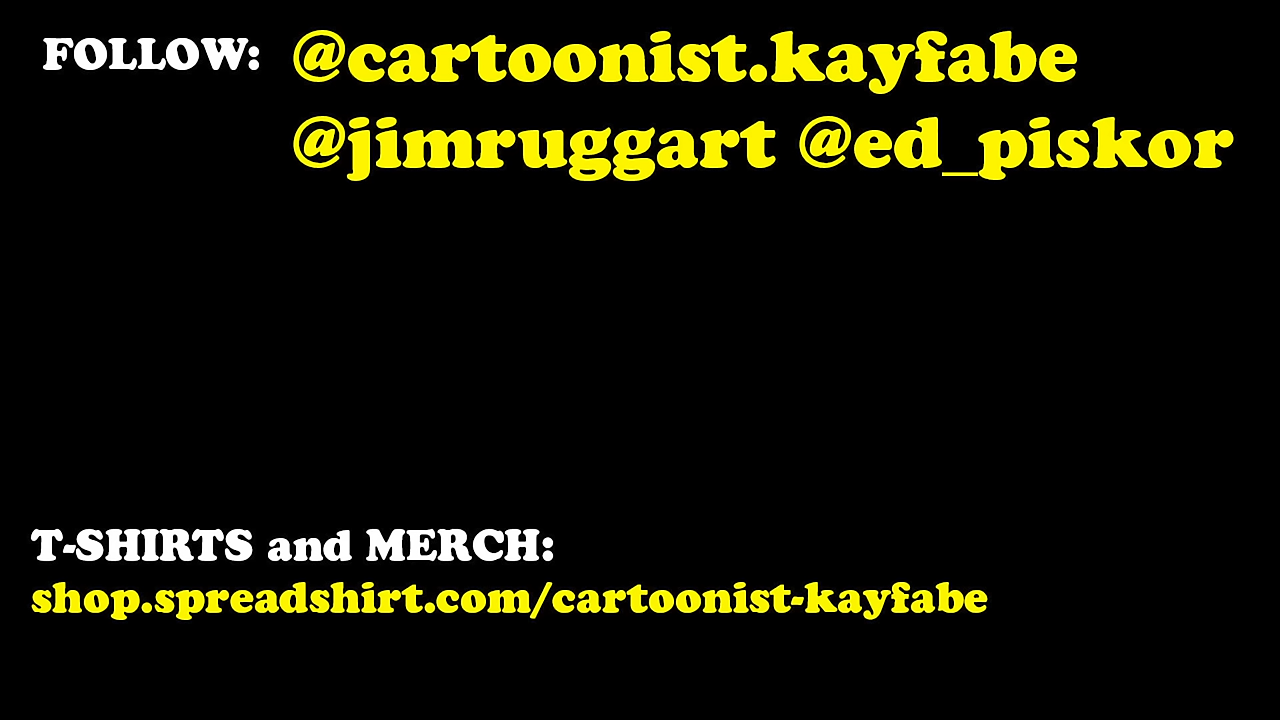 FOLLOW: @cartoonist.kayfabe
@jimruggart @ed_piskor
T-SHIRTS and MERCH:
shop.spreadshirt.com/cartoonist-kayfabe